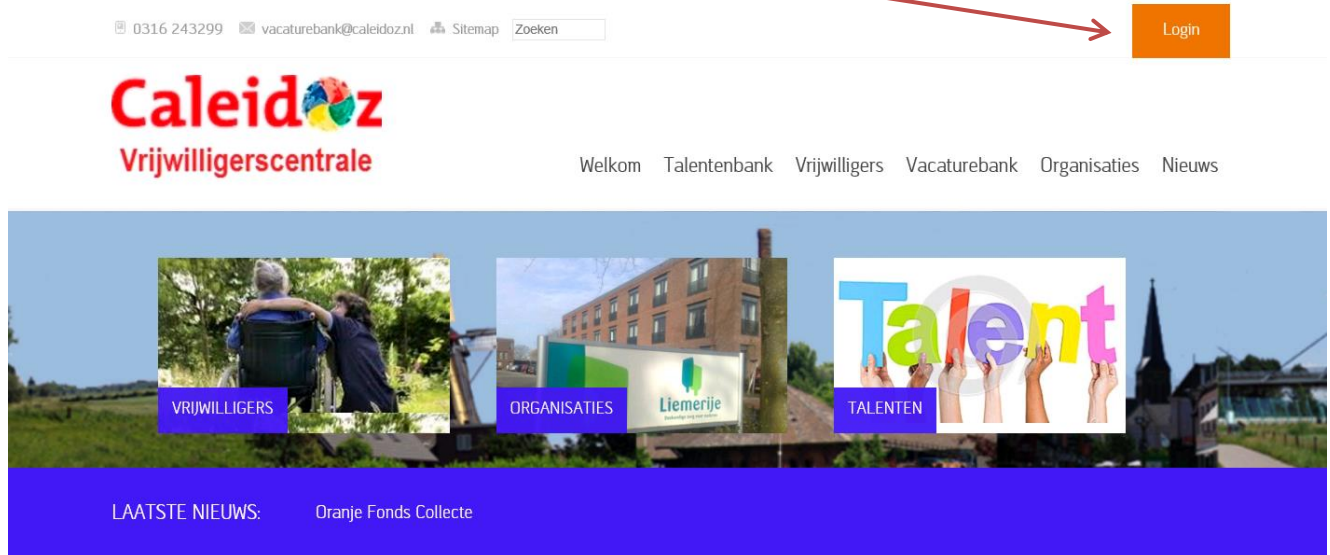 0316 243299 vacaturebank@caleidoz.nl Sitemap Zoeken Login
Caleidoz
Vrijwilligerscentrale
Welkom Talentenbank Vrijwilligers Vacaturebank Organisaties Nieuws
Talent
Liemerije
VRIJWILLIGERS ORGANISATIES TALENTEN
LAATSTE NIEUWS: Oranje Fonds Collecte